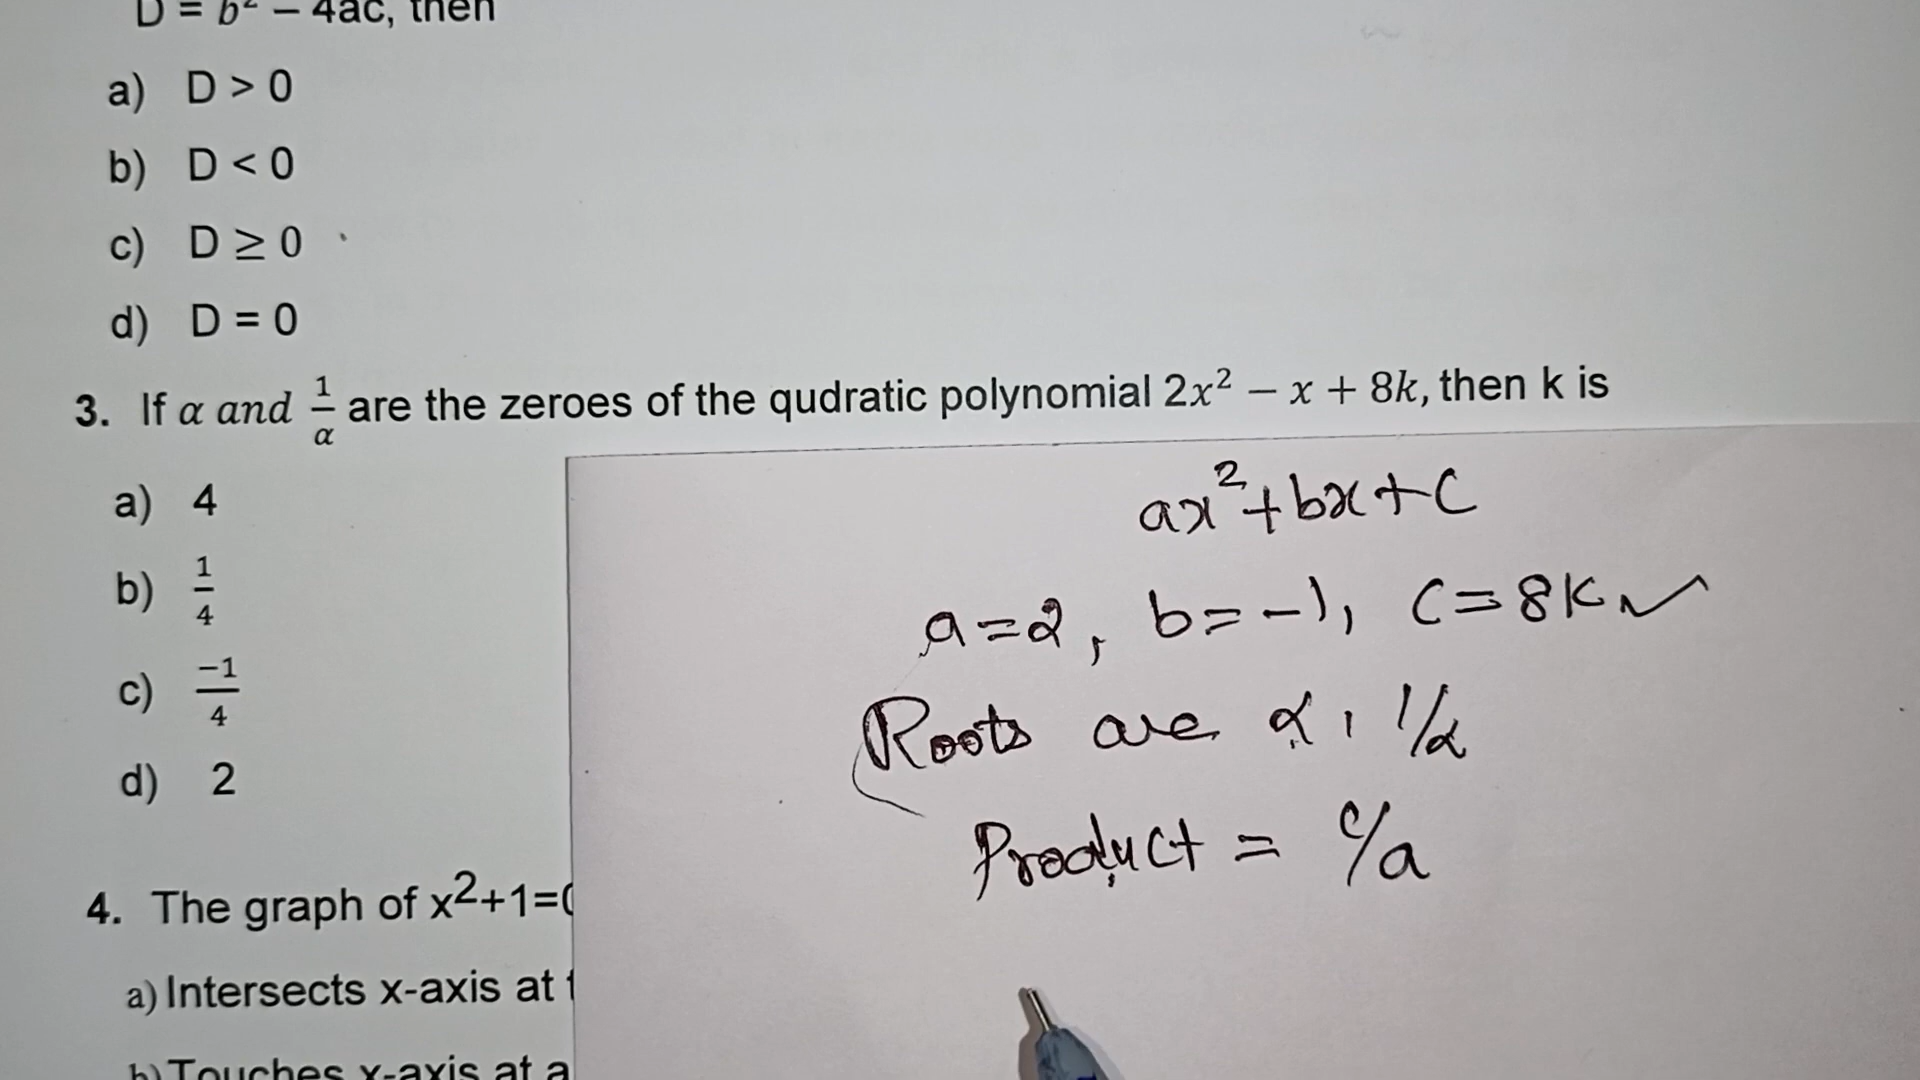 D = b² – 4ac, then
a) D > 0
b) D < 0
c) D ≥ 0
d) D = 0
3. If α and 1/α are the zeroes of the qudratic polynomial 2x² − x + 8k, then k is
a) 4
b) 1/4
c) −1/4
d) 2
ax²+bx+c
a=2, b=-1, c=8k
Roots are α, 1/α
Product = c/a
4. The graph of x²+1=0
a) Intersects x-axis at
b) Touches x-axis at a